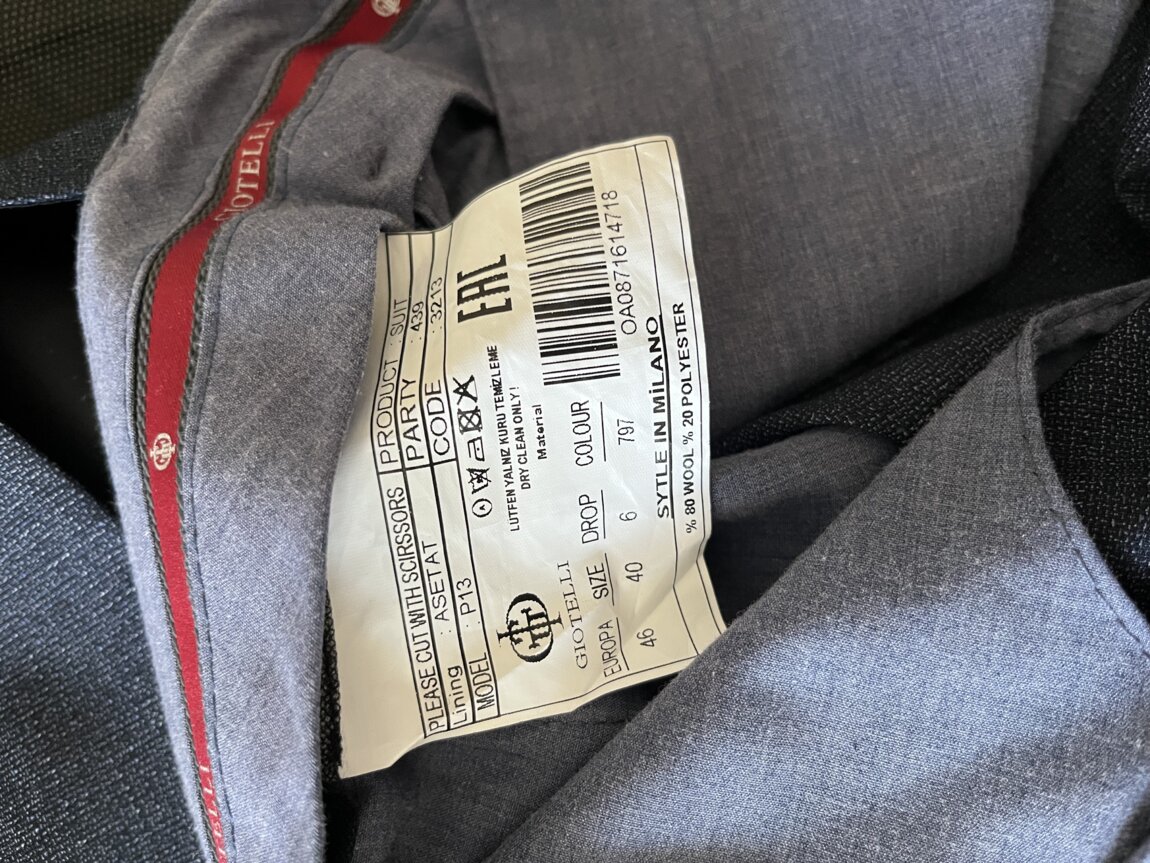 GIOTELLI
PLEASE CUT WITH SCIRSSORS
PRODUCT : SUIT
Lining : ASETAT
PARTY : 439
MODEL : P13
CODE : 3213
EAC
LUTFEN YALNIZ KURU TEMIZLEME
DRY CLEAN ONLY !
Material
OA0871614718
GIOTELLI
EUROPA SIZE DROP COLOUR
46 40 6 797
SYTLE IN MİLANO
% 80 WOOL % 20 POLYESTER